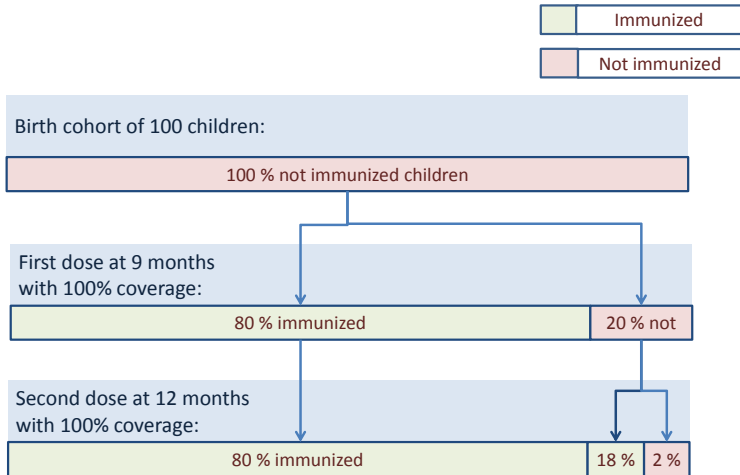 Immunized
Not immunized
Birth cohort of 100 children:
100 % not immunized children
First dose at 9 months
with 100% coverage:
80 % immunized
20 % not
Second dose at 12 months
with 100% coverage:
80 % immunized
18 %
2 %